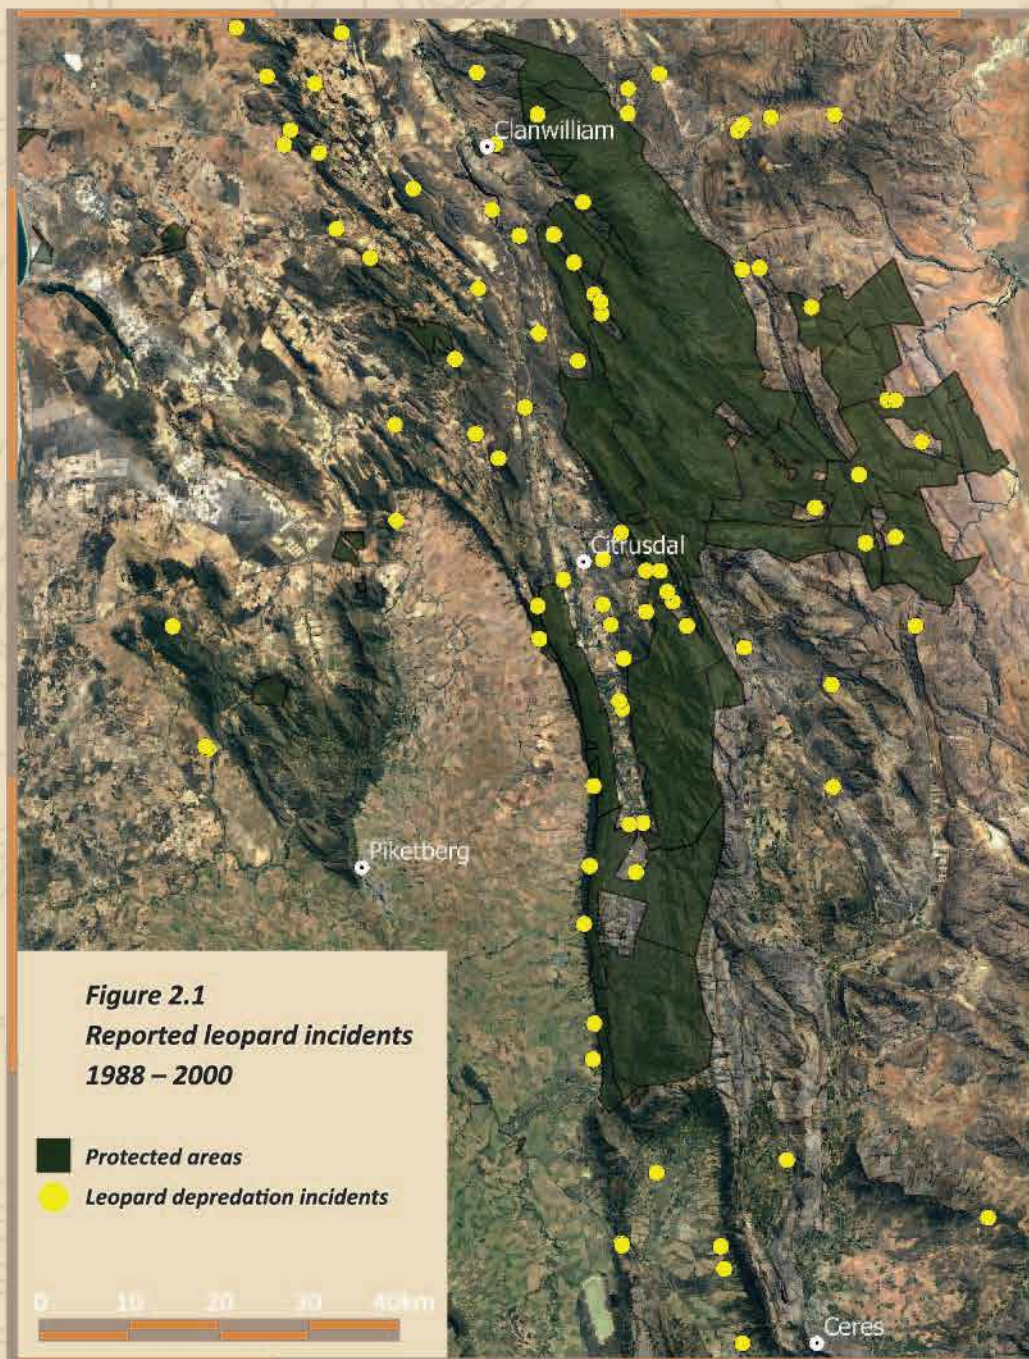 Clanwilliam
Citrusdal
Piketberg
Figure 2.1
Reported leopard incidents
1988 – 2000
Protected areas
Leopard depredation incidents
0 10 20 30 40km
Ceres